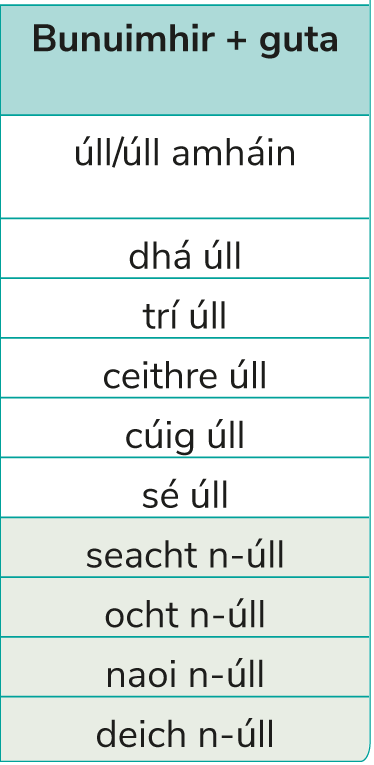 Bunuimhir + guta
úll/úll amháin
dhá úll
trí úll
ceithre úll
cúig úll
sé úll
seacht n-úll
ocht n-úll
naoi n-úll
deich n-úll